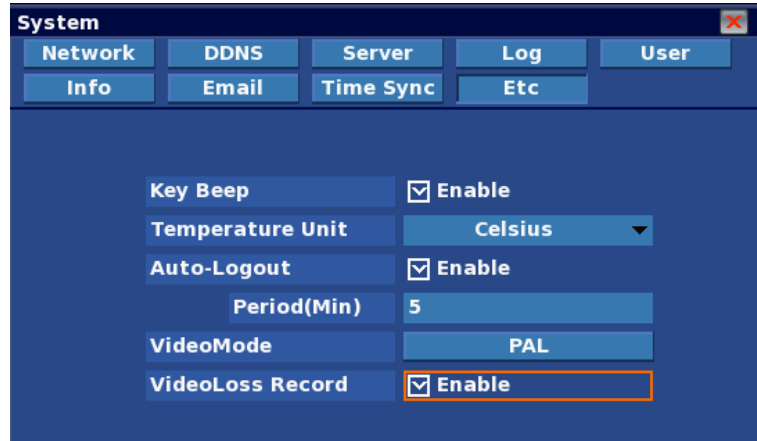 System
Network DDNS Server Log User
Info Email Time Sync Etc
Key Beep Enable
Temperature Unit Celsius
Auto-Logout Enable
Period(Min) 5
VideoMode PAL
VideoLoss Record Enable